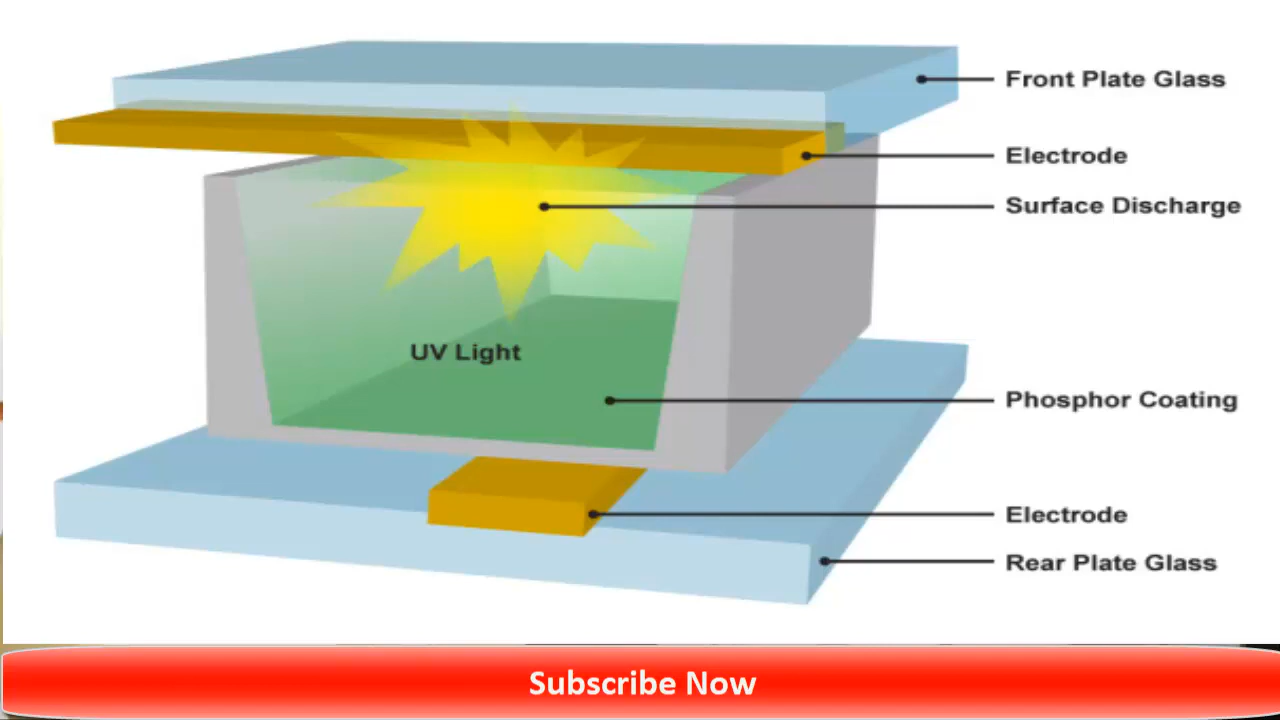 Front Plate Glass
Electrode
Surface Discharge
UV Light
Phosphor Coating
Electrode
Rear Plate Glass
Subscribe Now